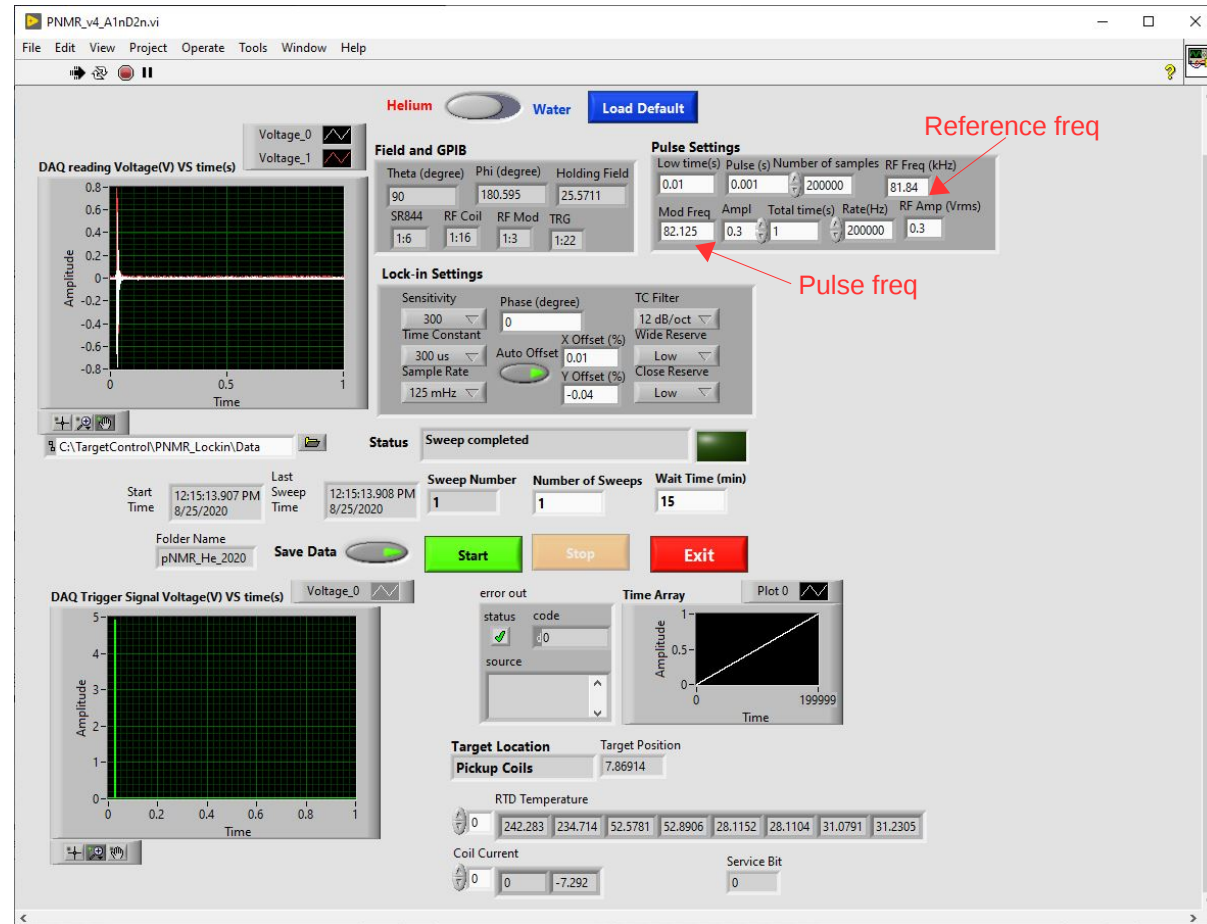 PNMR_v4_A1nD2n.vi
File Edit View Project Operate Tools Window Help
Helium Water Load Default
Reference freq
Voltage_0
Voltage_1
DAQ reading Voltage(V) VS time(s)
Amplitude
0.8
0.6
0.4
0.2
0
-0.2
-0.4
-0.6
-0.8
0 0.5 1
Time
Field and GPIB
Theta (degree) Phi (degree) Holding Field
90 180.595 25.5711
SR844 RF Coil RF Mod TRG
1:6 1:16 1:3 1:22
Pulse Settings
Low time(s) Pulse (s) Number of samples RF Freq (kHz)
0.01 0.001 200000 81.84
Mod Freq Ampl Total time(s) Rate(Hz) RF Amp (Vrms)
82.125 0.3 1 200000 0.3
Pulse freq
Lock-in Settings
Sensitivity Phase (degree) TC Filter
300 0 12 dB/oct
Time Constant X Offset (%) Wide Reserve
300 us Auto Offset 0.01 Low
Sample Rate Y Offset (%) Close Reserve
125 mHz -0.04 Low
C:\TargetControl\PNMR_Lockin\Data
Status Sweep completed
Start Time 12:15:13.907 PM 8/25/2020
Last Sweep Time 12:15:13.908 PM 8/25/2020
Sweep Number Number of Sweeps Wait Time (min)
1 1 15
Folder Name
pNMR_He_2020
Save Data Start Stop Exit
DAQ Trigger Signal Voltage(V) VS time(s) Voltage_0
Amplitude
5
4
3
2
1
0
0 0.2 0.4 0.6 0.8 1
Time
error out
status code
d0
source
Time Array Plot 0
Amplitude
1
0.5
0
0 199999
Time
Target Location Target Position
Pickup Coils 7.86914
RTD Temperature
0 242.283 234.714 52.5781 52.8906 28.1152 28.1104 31.0791 31.2305
Coil Current Service Bit
0 0 -7.292 0